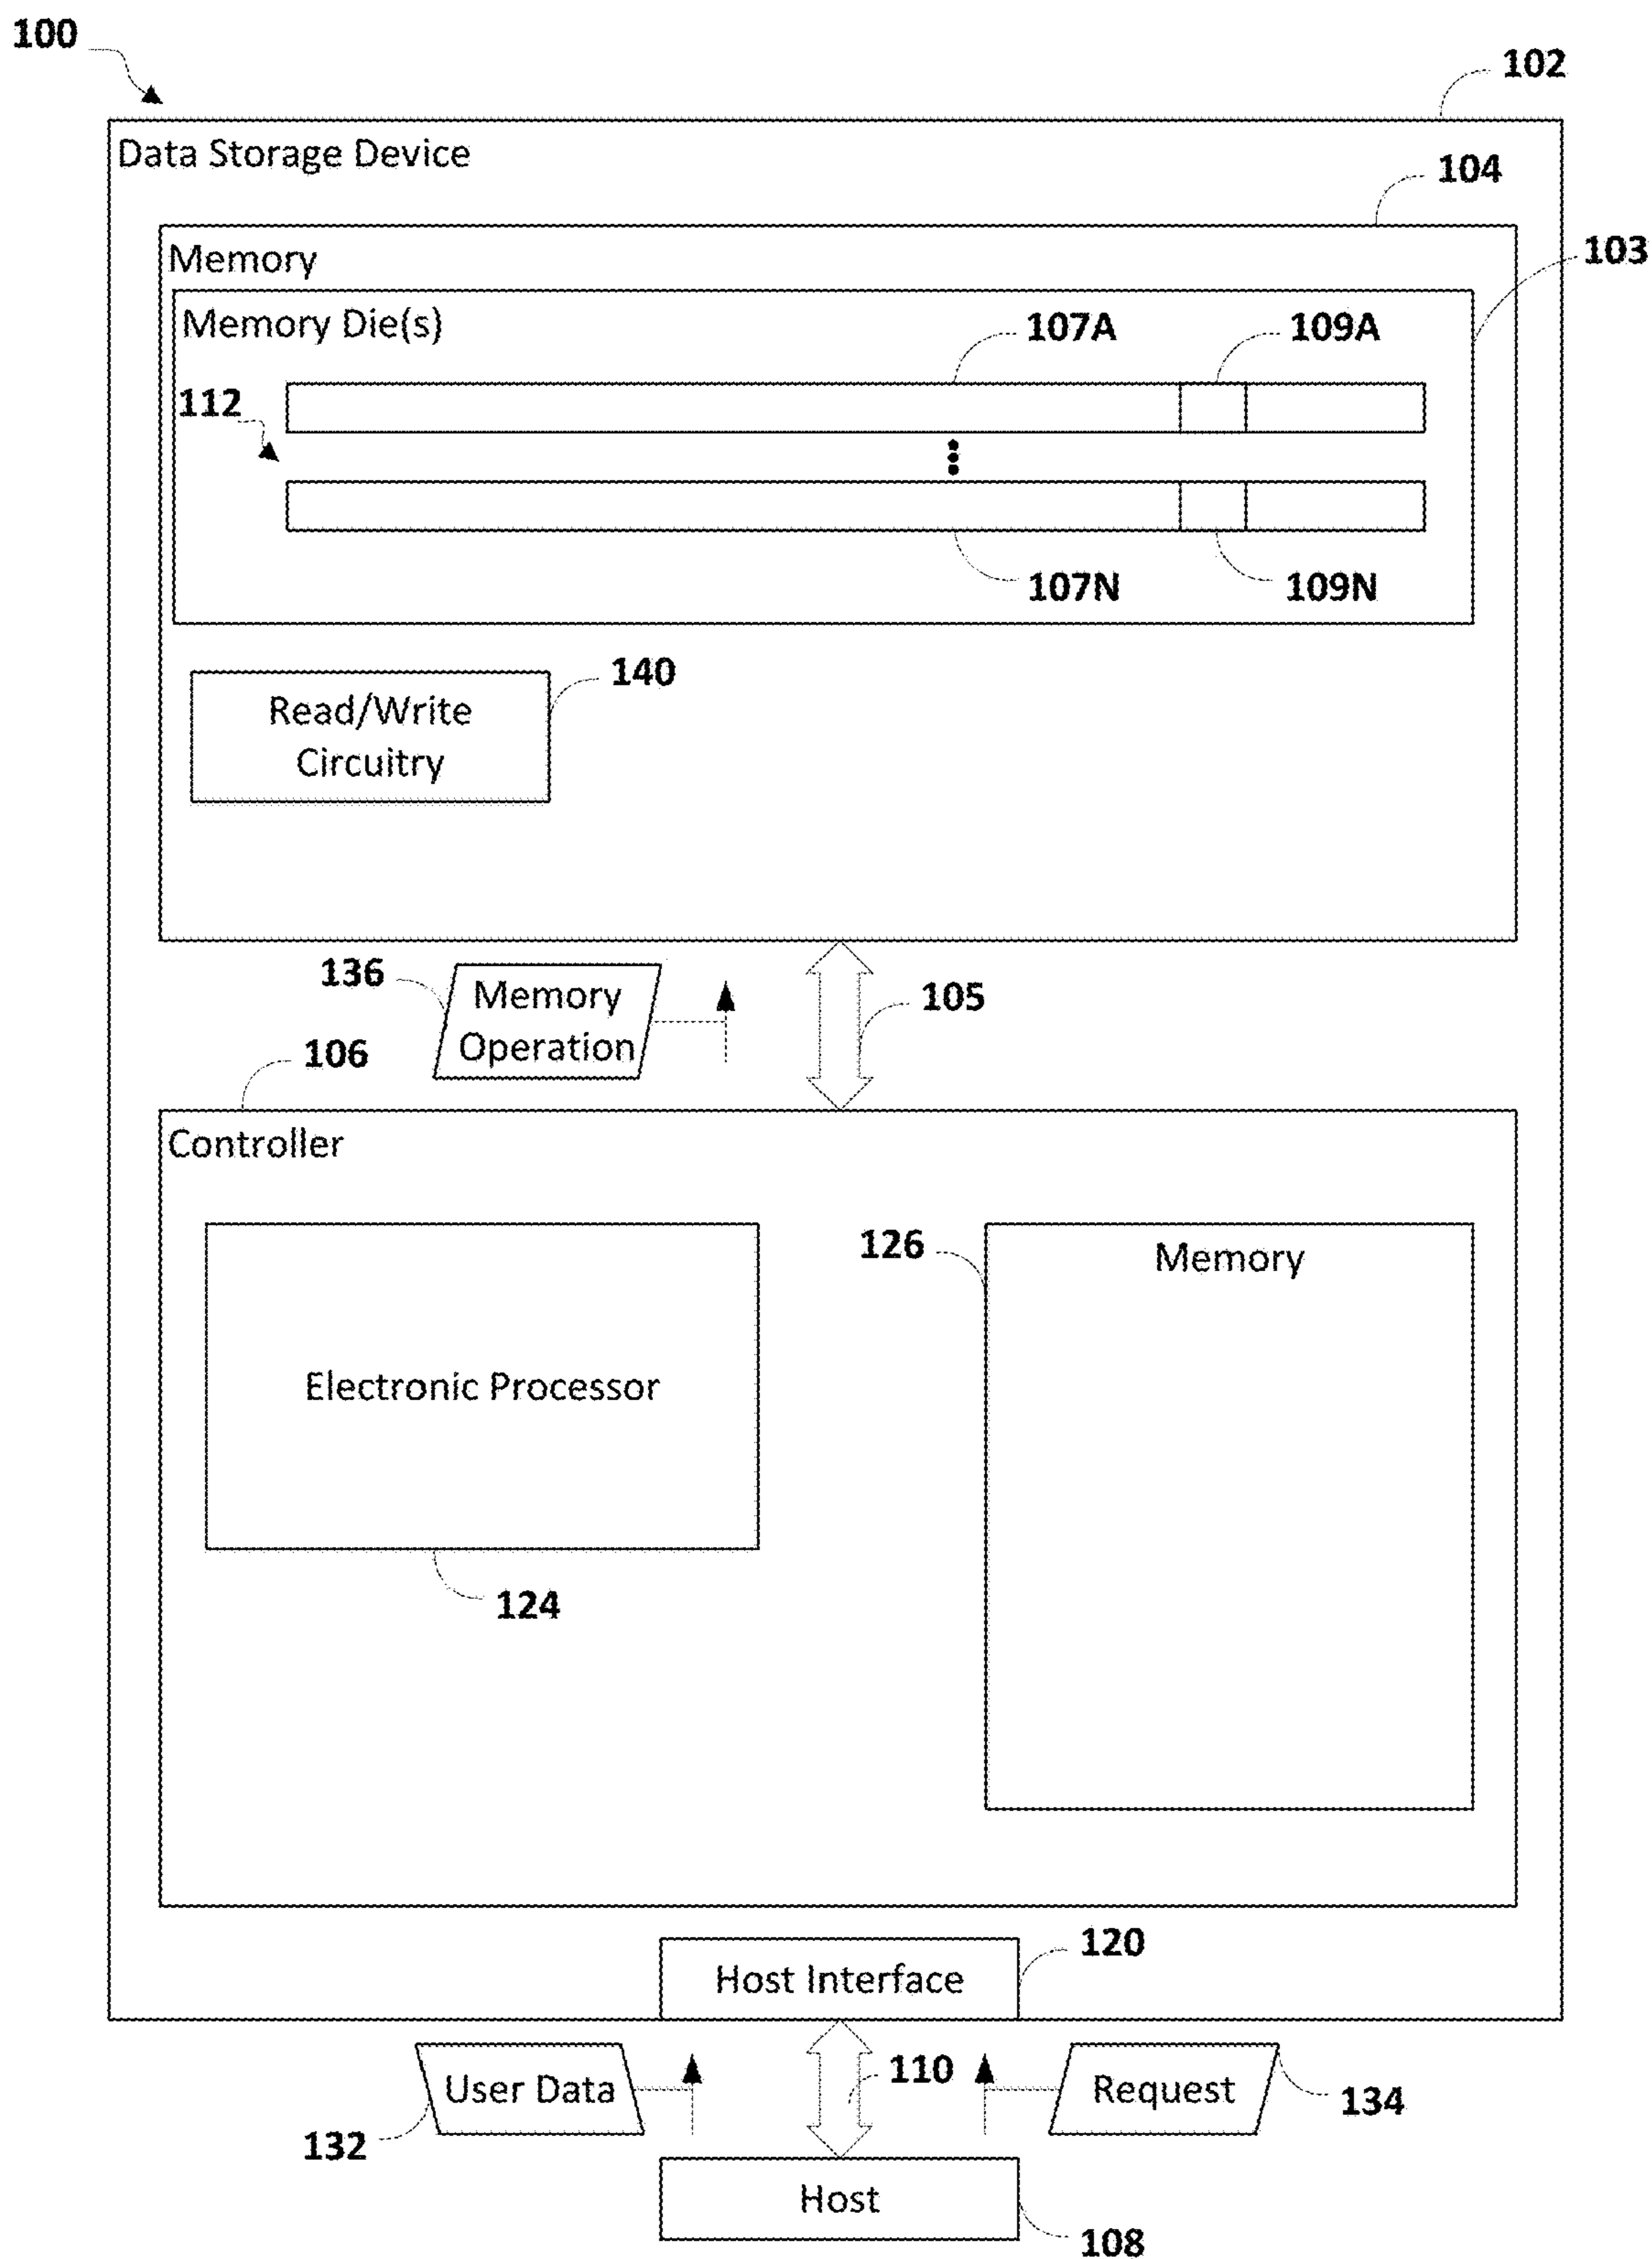 100
102
Data Storage Device
104
Memory
103
Memory Die(s)
107A
109A
112
107N
109N
140
Read/Write
Circuitry
136
Memory
Operation
105
106
Controller
126
Memory
Electronic Processor
124
120
Host Interface
User Data
110
Request
134
132
Host
108